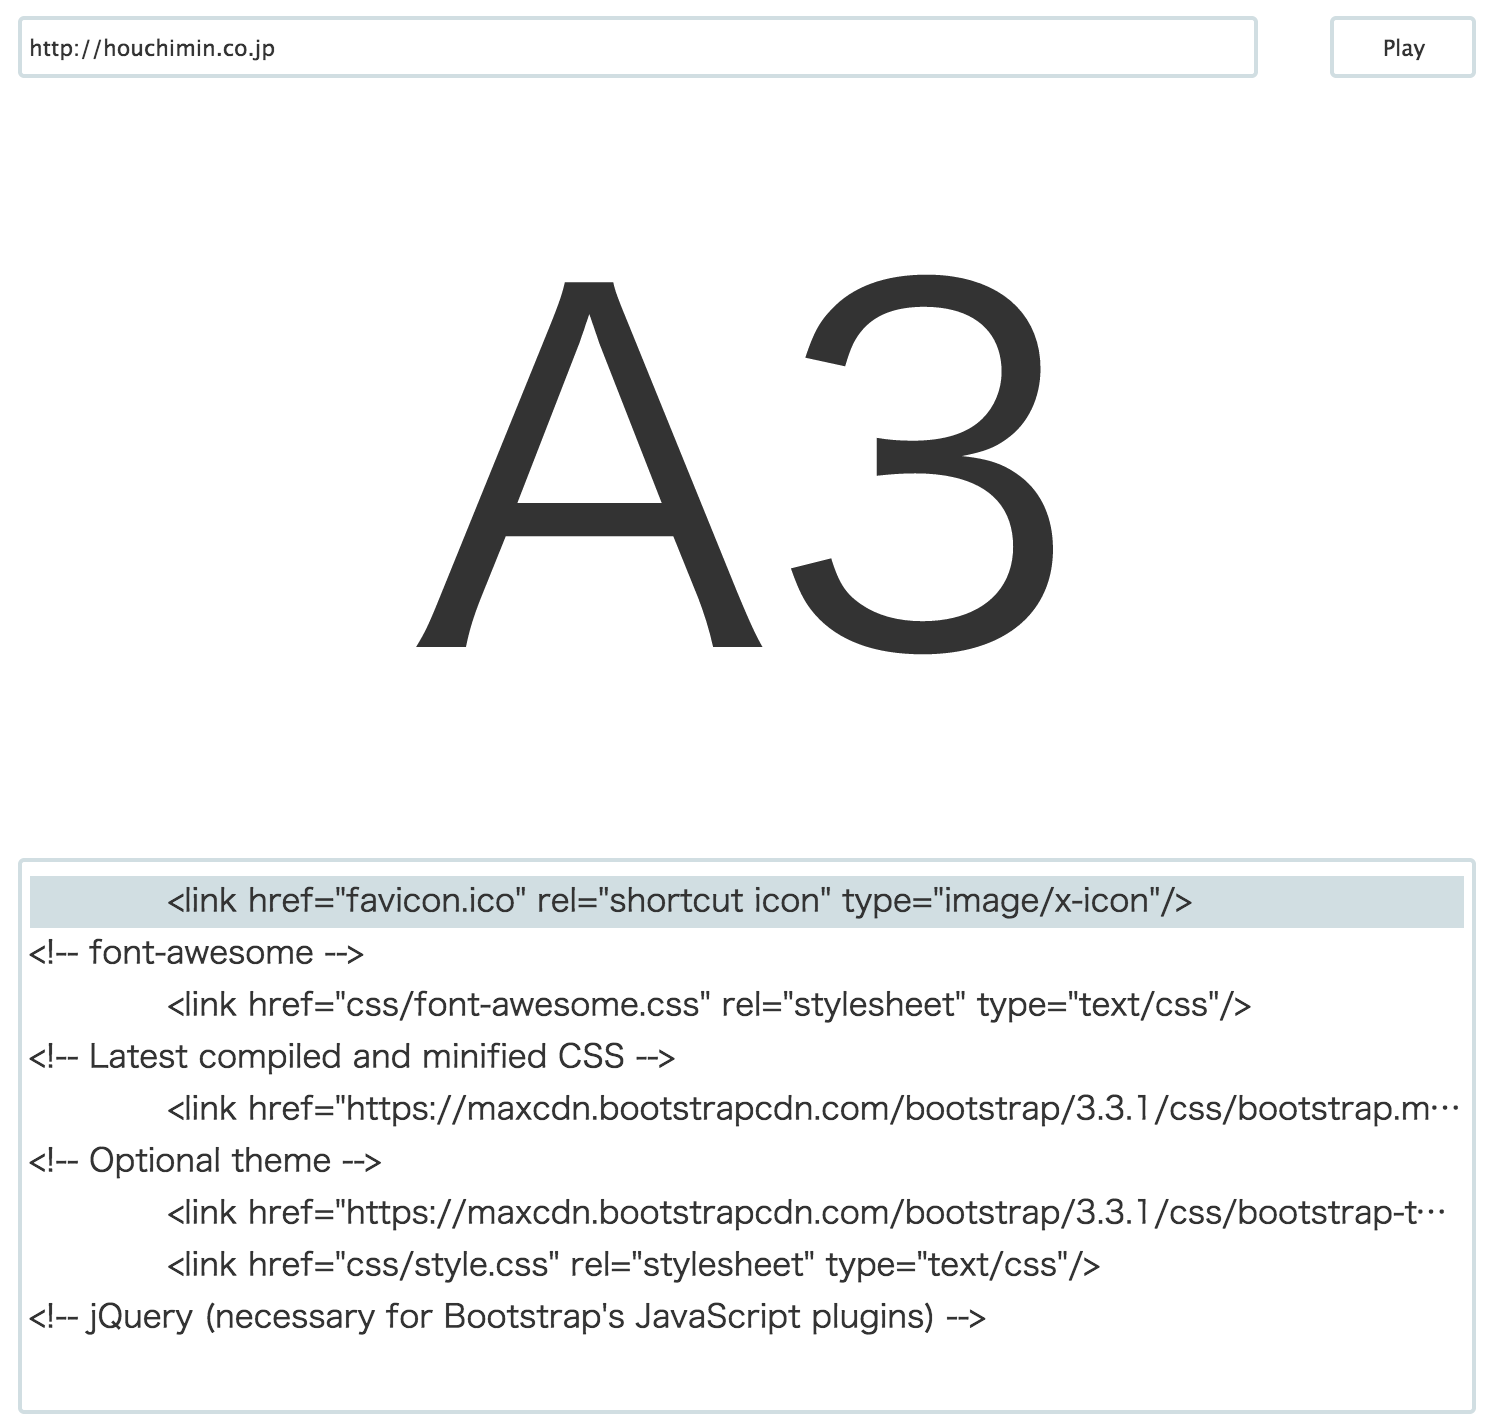 http://houchimin.co.jp
Play
A3
<link href="favicon.ico" rel="shortcut icon" type="image/x-icon"/>
<!-- font-awesome -->
<link href="css/font-awesome.css" rel="stylesheet" type="text/css"/>
<!-- Latest compiled and minified CSS -->
<link href="https://maxcdn.bootstrapcdn.com/bootstrap/3.3.1/css/bootstrap.m…
<!-- Optional theme -->
<link href="https://maxcdn.bootstrapcdn.com/bootstrap/3.3.1/css/bootstrap-t…
<link href="css/style.css" rel="stylesheet" type="text/css"/>
<!-- jQuery (necessary for Bootstrap's JavaScript plugins) -->